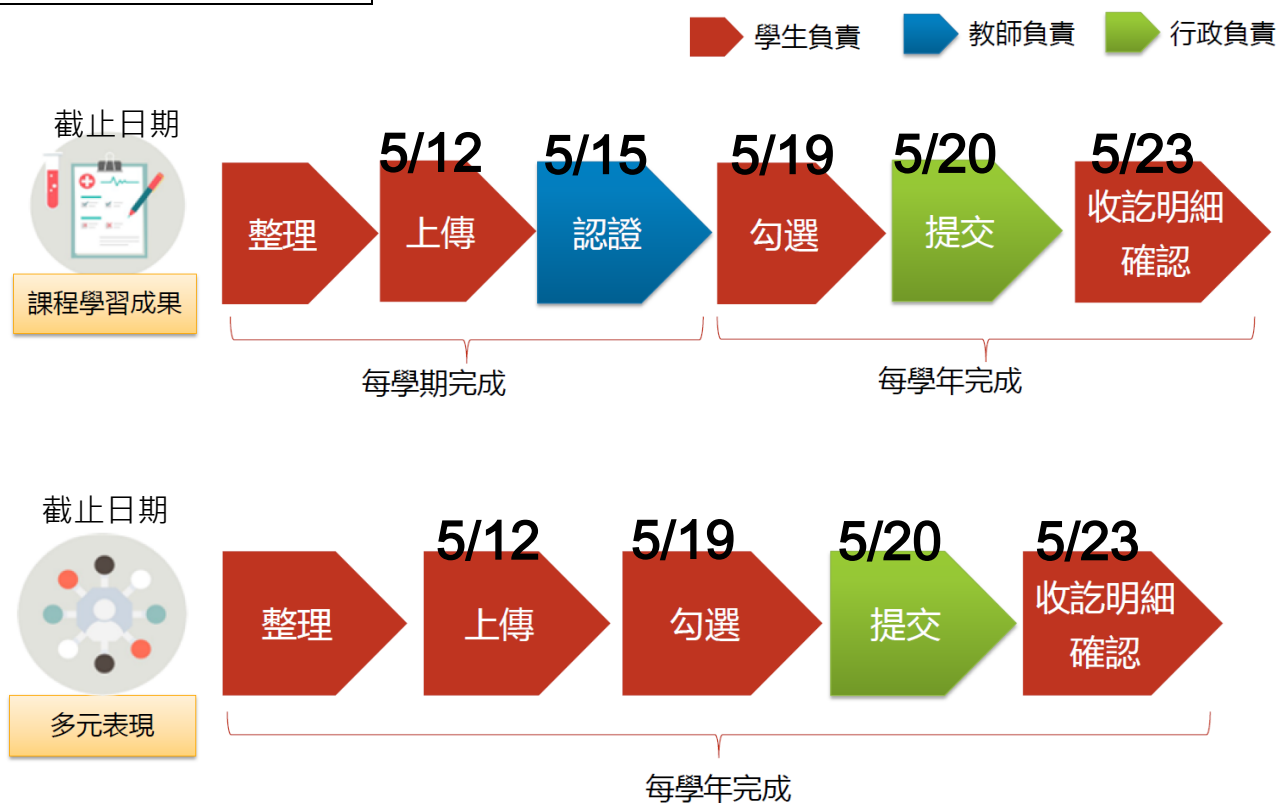 學生負責
教師負責
行政負責
截止日期
5/12
5/15
5/19
5/20
5/23
整理
上傳
認證
勾選
提交
收訖明細
確認
課程學習成果
每學期完成
每學年完成
截止日期
5/12
5/19
5/20
5/23
整理
上傳
勾選
提交
收訖明細
確認
多元表現
每學年完成